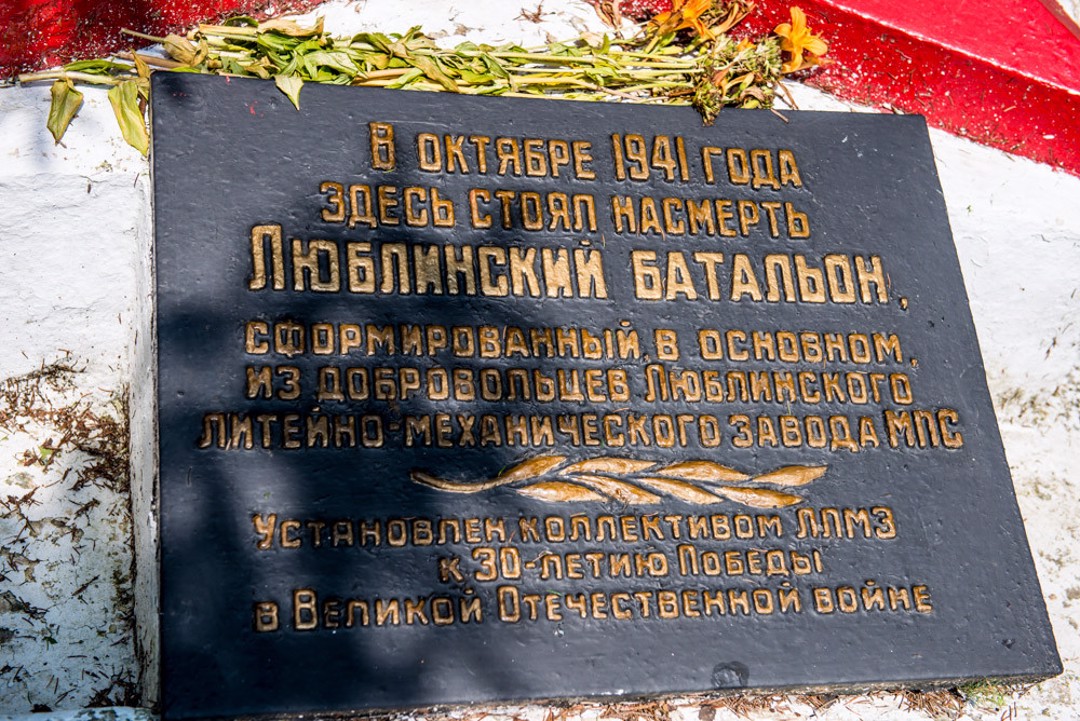 В октябре 1941 года
здесь стоял насмерть
Люблинский батальон,
сформированный, в основном,
из добровольцев Люблинского
литейно-механического завода МПС
Установлен коллективом ЛЛМЗ
к 30-летию Победы
в Великой Отечественной войне